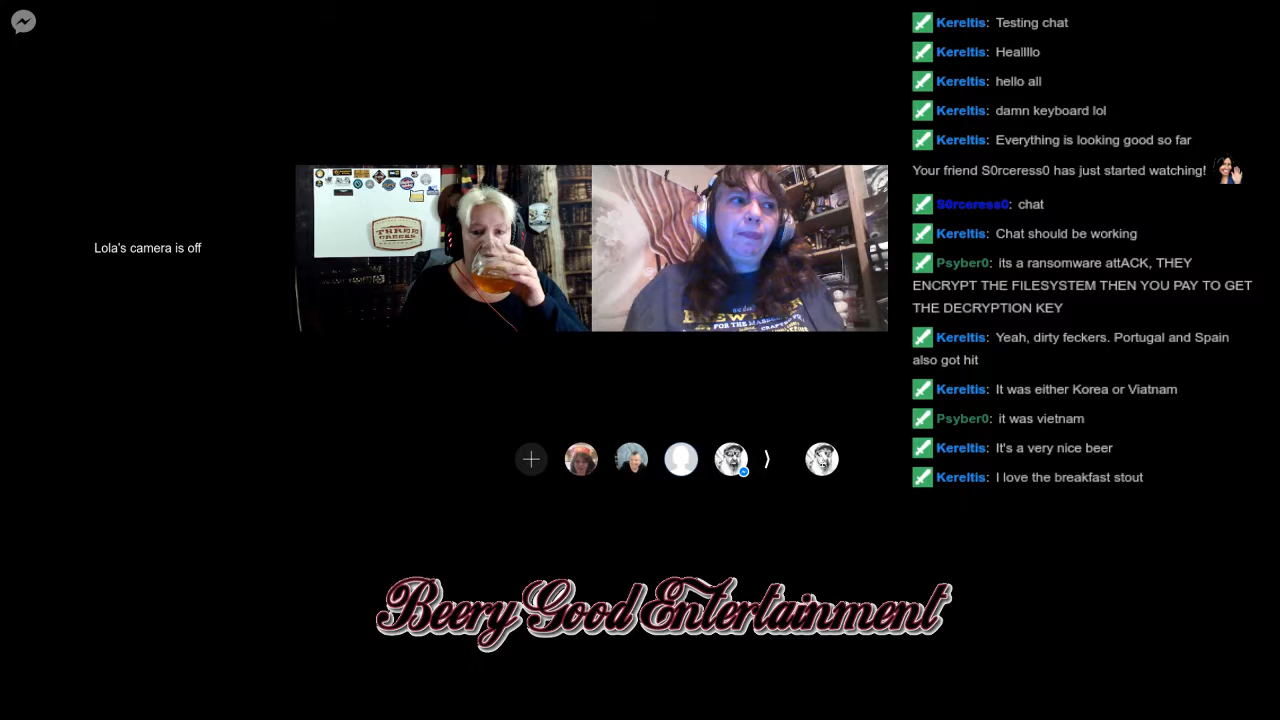 Kereltis: Testing chat
Kereltis: Heallllo
Kereltis: hello all
Kereltis: damn keyboard lol
Kereltis: Everything is looking good so far
Your friend S0rceress0 has just started watching!
S0rceress0: chat
Kereltis: Chat should be working
Psyber0: its a ransomware attACK, THEY
ENCRYPT THE FILESYSTEM THEN YOU PAY TO GET
THE DECRYPTION KEY
Kereltis: Yeah, dirty feckers. Portugal and Spain
also got hit
Kereltis: It was either Korea or Viatnam
Psyber0: it was vietnam
Kereltis: It's a very nice beer
Kereltis: I love the breakfast stout
Lola's camera is off
THREE
CREEKS
FOR THE
Beery Good Entertainment